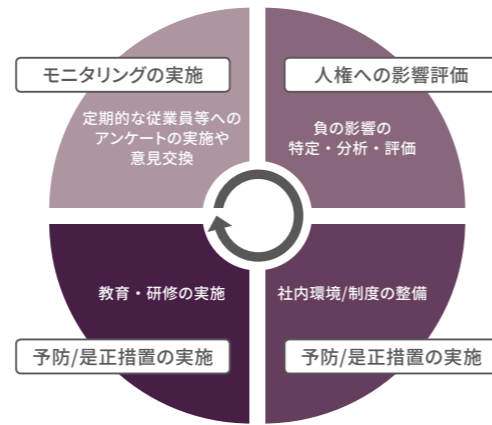 モニタリングの実施
定期的な従業員等への
アンケートの実施や
意見交換
人権への影響評価
負の影響の
特定・分析・評価
教育・研修の実施
予防/是正措置の実施
社内環境/制度の整備
予防/是正措置の実施